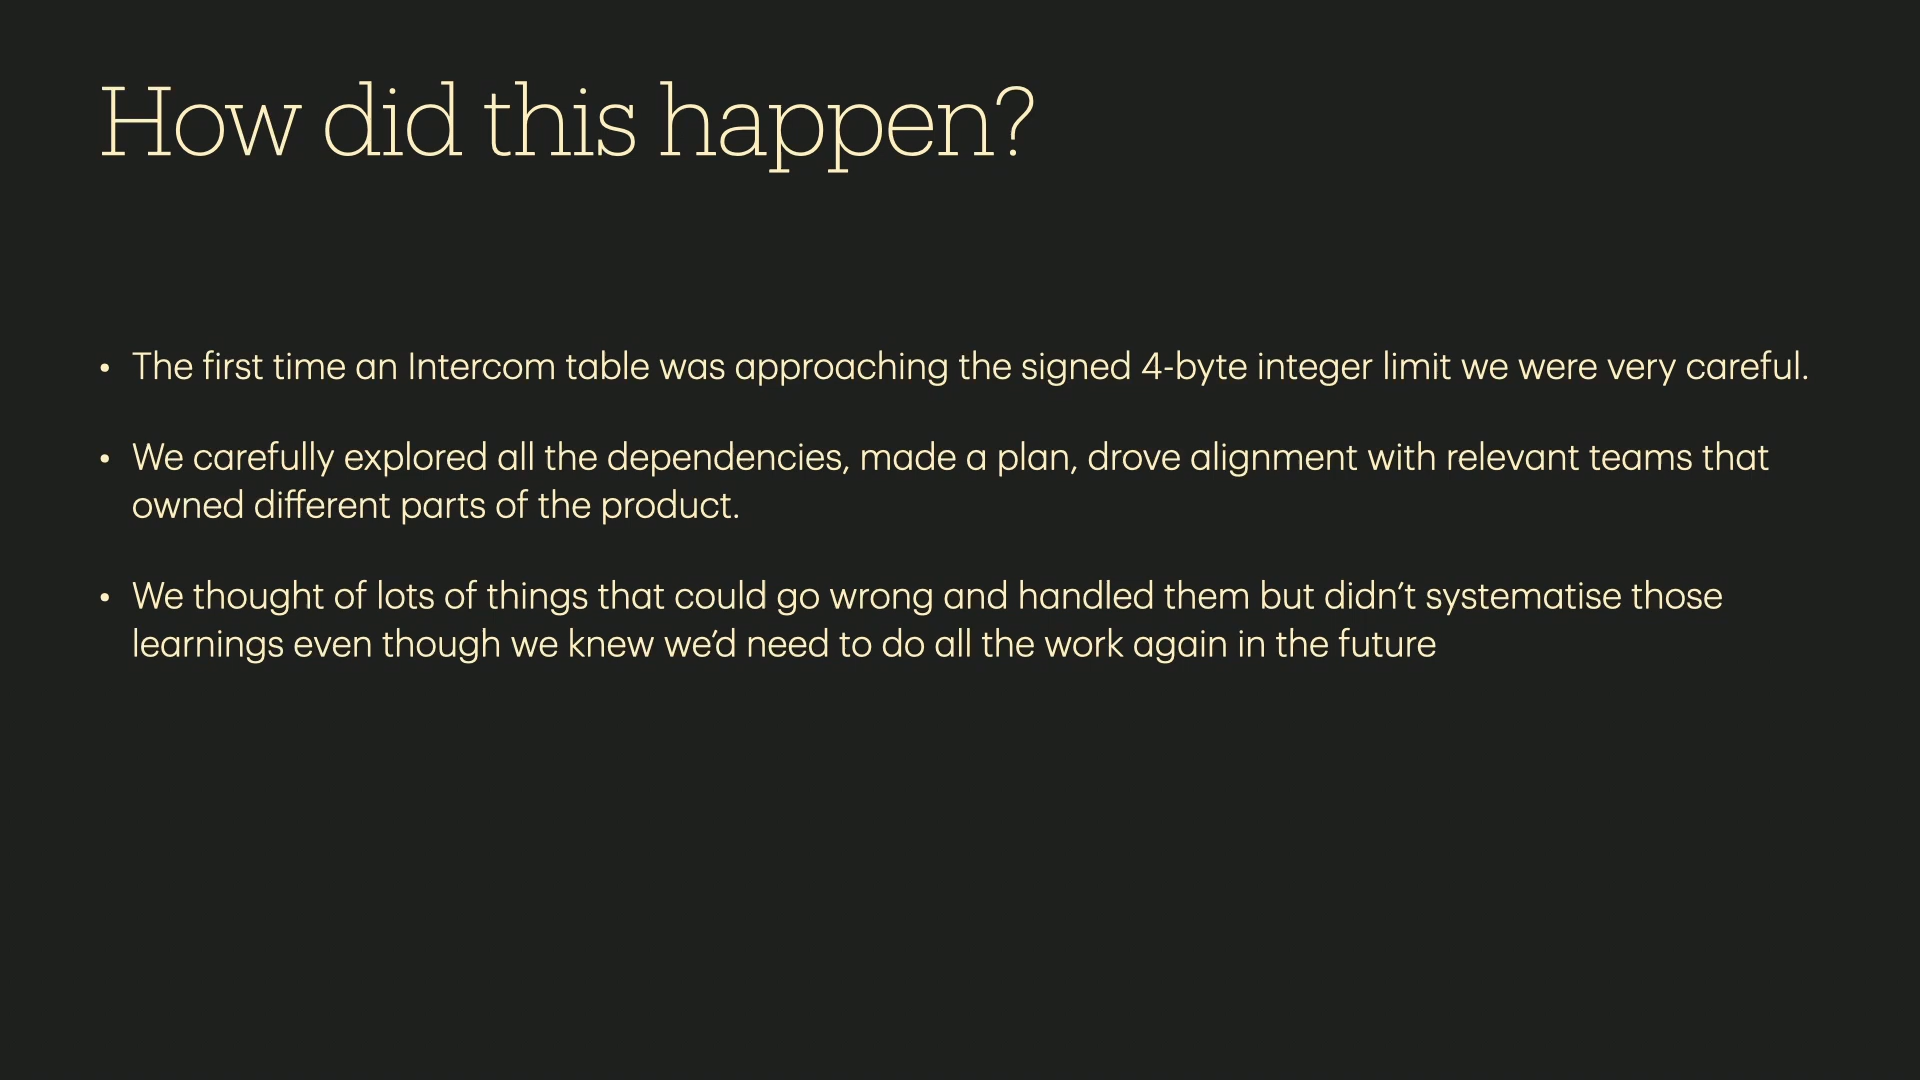 How did this happen?
• The first time an Intercom table was approaching the signed 4-byte integer limit we were very careful.
• We carefully explored all the dependencies, made a plan, drove alignment with relevant teams that
owned different parts of the product.
• We thought of lots of things that could go wrong and handled them but didn’t systematise those
learnings even though we knew we’d need to do all the work again in the future